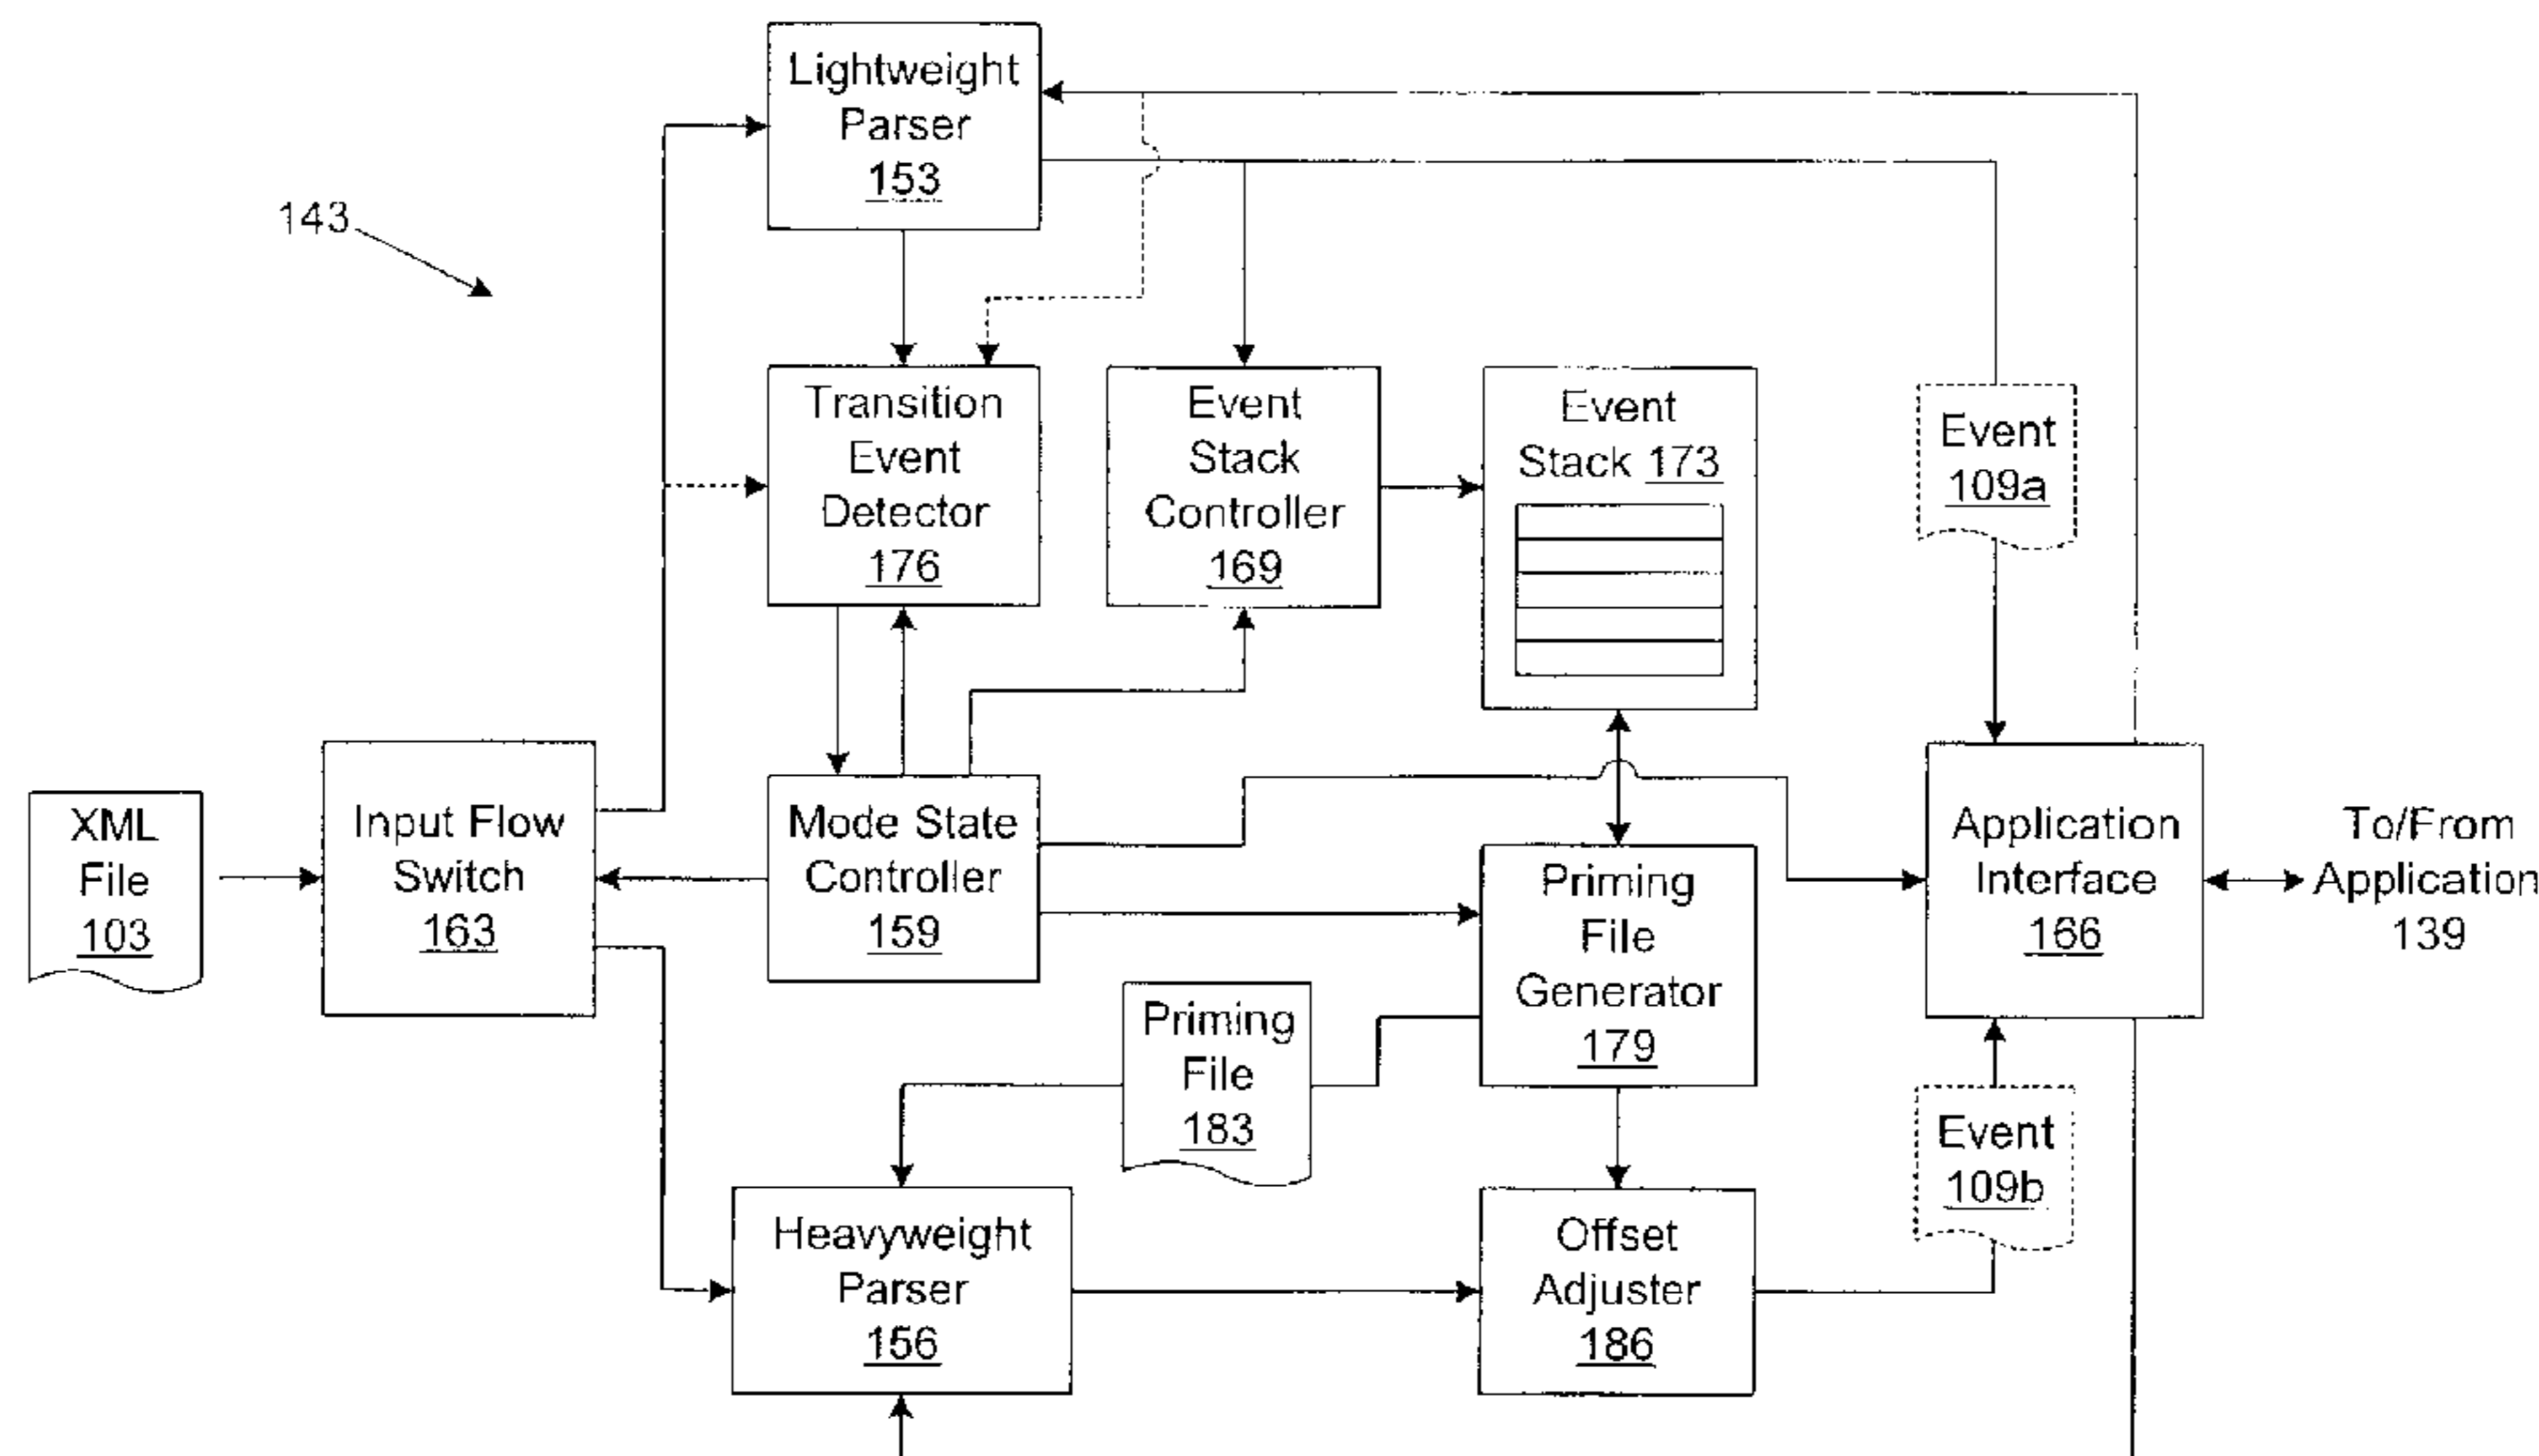 Lightweight
Parser
153
143
Transition
Event
Detector
176
Event
Stack
Controller
169
Event
Stack 173
Event
109a
XML
File
103
Input Flow
Switch
163
Mode State
Controller
159
Priming
File
Generator
179
Application
Interface
166
To/From
Application
139
Priming
File
183
Event
109b
Heavyweight
Parser
156
Offset
Adjuster
186